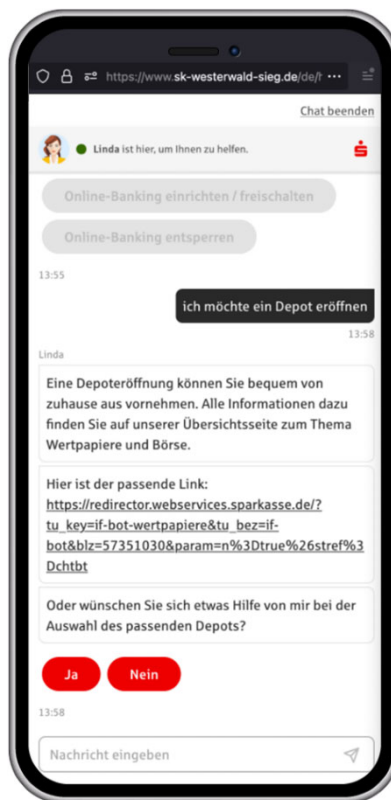 https://www.sk-westerwald-sieg.de/de/h ···
Chat beenden
Linda ist hier, um Ihnen zu helfen.
Online-Banking einrichten / freischalten
Online-Banking entsperren
13:55
ich möchte ein Depot eröffnen
13:58
Linda
Eine Depoteröffnung können Sie bequem von
zuhause aus vornehmen. Alle Informationen dazu
finden Sie auf unserer Übersichtsseite zum Thema
Wertpapiere und Börse.
Hier ist der passende Link:
https://redirector.webservices.sparkasse.de/?
tu_key=if-bot-wertpapiere&tu_bez=if-
bot&blz=57351030&param=n%3Dtrue%26stref%3
Dchtbt
Oder wünschen Sie sich etwas Hilfe von mir bei der
Auswahl des passenden Depots?
Ja Nein
13:58
Nachricht eingeben